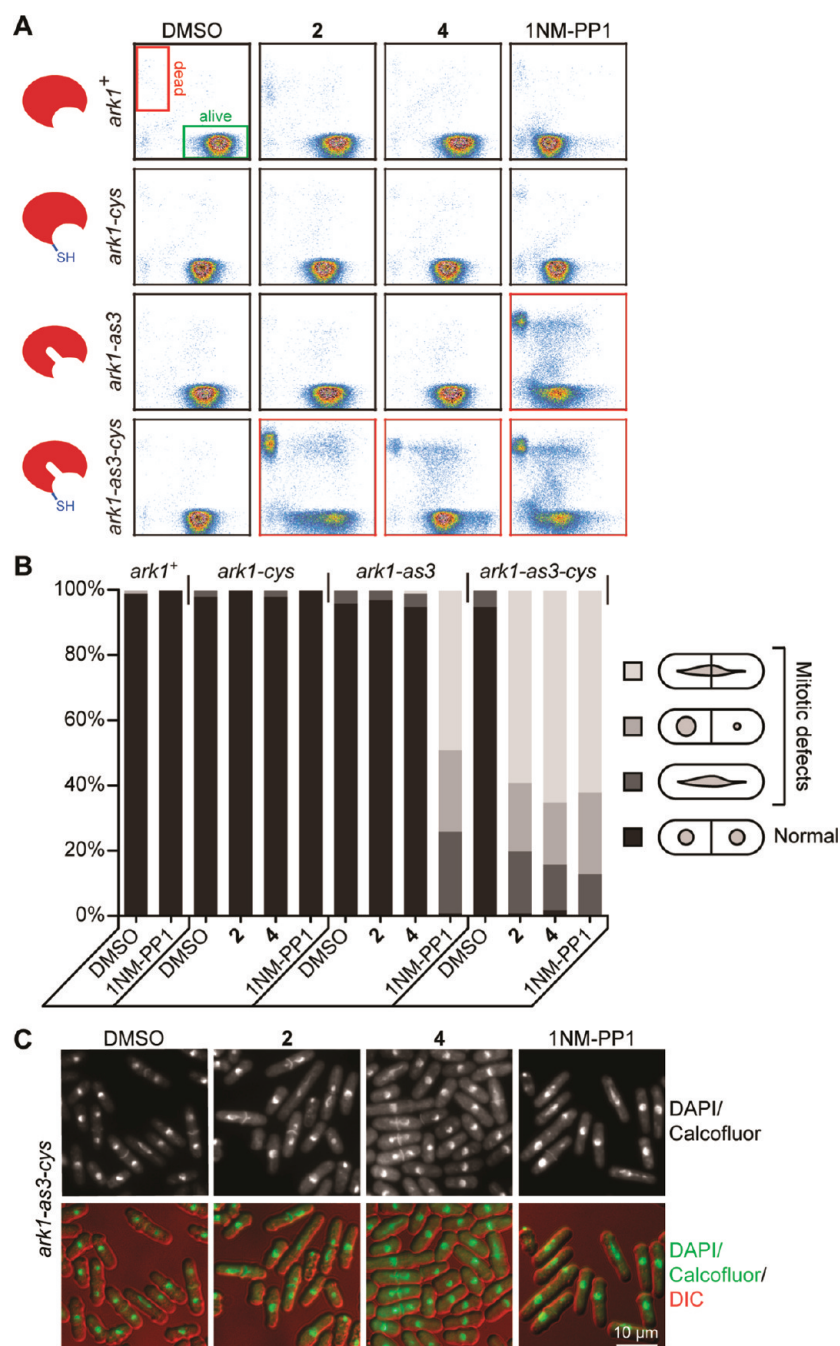 A
DMSO 2 4 1NM-PP1
ark1+
dead
alive
ark1-cys
SH
ark1-as3
ark1-as3-cys
SH
B
ark1+ ark1-cys ark1-as3 ark1-as3-cys
100%
80%
60%
40%
20%
0%
DMSO 1NM-PP1 DMSO 2 4 1NM-PP1 DMSO 2 4 1NM-PP1 DMSO 2 4 1NM-PP1
Mitotic defects
Normal
C
DMSO 2 4 1NM-PP1
ark1-as3-cys
DAPI/
Calcofluor
DAPI/
Calcofluor/
DIC
10 µm